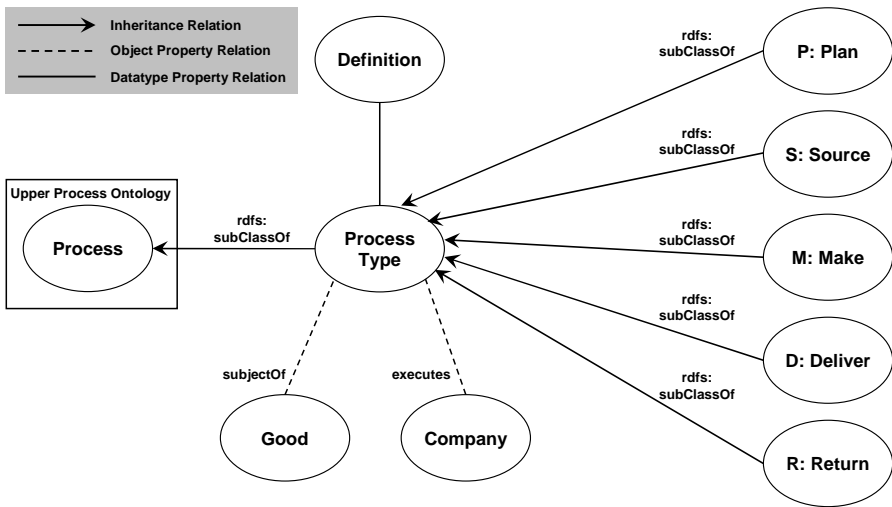 Inheritance Relation
Object Property Relation
Datatype Property Relation
Definition
rdfs:
subClassOf
P: Plan
rdfs:
subClassOf
S: Source
Upper Process Ontology
Process
rdfs:
subClassOf
Process
Type
rdfs:
subClassOf
M: Make
rdfs:
subClassOf
D: Deliver
subjectOf
executes
rdfs:
subClassOf
Good
Company
R: Return